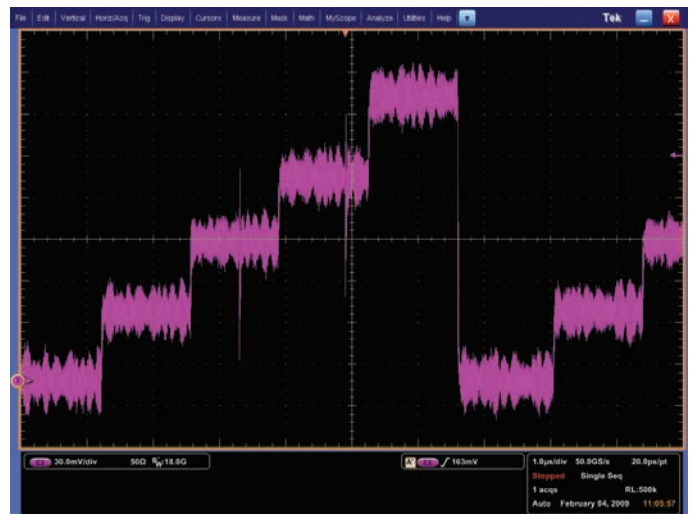 File Edit Vertical Horiz/Acq Trig Display Cursors Measure Mask Math MyScope Analyze Utilities Help Tek X
30.0mV/div 50Ω BW:18.0G
A' 163mV
1.0µs/div 50.0GS/s 20.0ps/pt
Stopped Single Seq
1 acqs RL:500k
Auto February 04, 2009 11:05:57